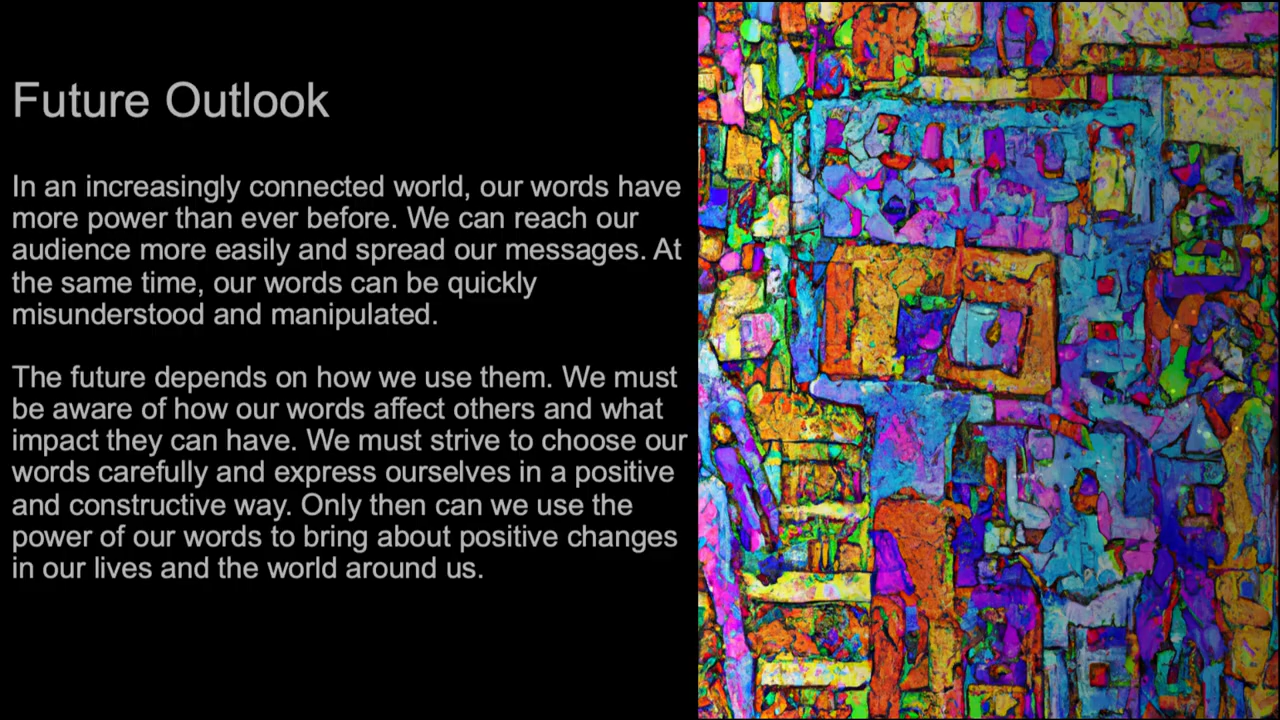 Future Outlook
In an increasingly connected world, our words have
more power than ever before. We can reach our
audience more easily and spread our messages. At
the same time, our words can be quickly
misunderstood and manipulated.
The future depends on how we use them. We must
be aware of how our words affect others and what
impact they can have. We must strive to choose our
words carefully and express ourselves in a positive
and constructive way. Only then can we use the
power of our words to bring about positive changes
in our lives and the world around us.